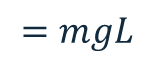 = mgL